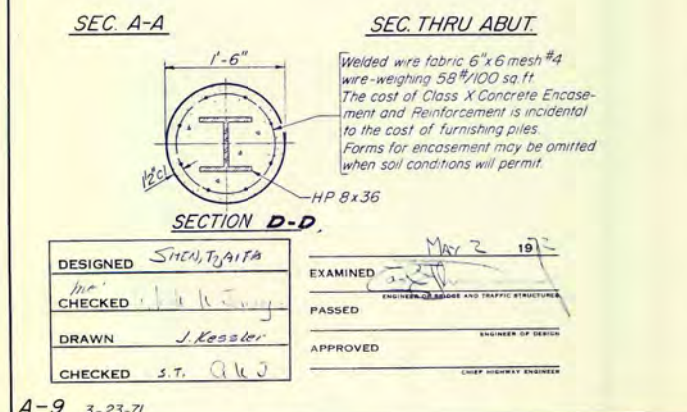 SEC. A-A
SEC. THRU ABUT.
1'-6"
Welded wire fabric 6"x6 mesh #4
wire-weighing 58#/100 sq. ft.
The cost of Class X Concrete Encase-
ment and Reinforcement is incidental
to the cost of furnishing piles.
Forms for encasement may be omitted
when soil conditions will permit.
1½"cl.
HP 8x36
SECTION D-D.
DESIGNED
CHECKED
DRAWN J. Kessler
CHECKED S.T.
MAY 2 1972
EXAMINED
ENGINEER OF BRIDGE AND TRAFFIC STRUCTURES
PASSED
ENGINEER OF DESIGN
APPROVED
CHIEF HIGHWAY ENGINEER
A-9 3-23-71